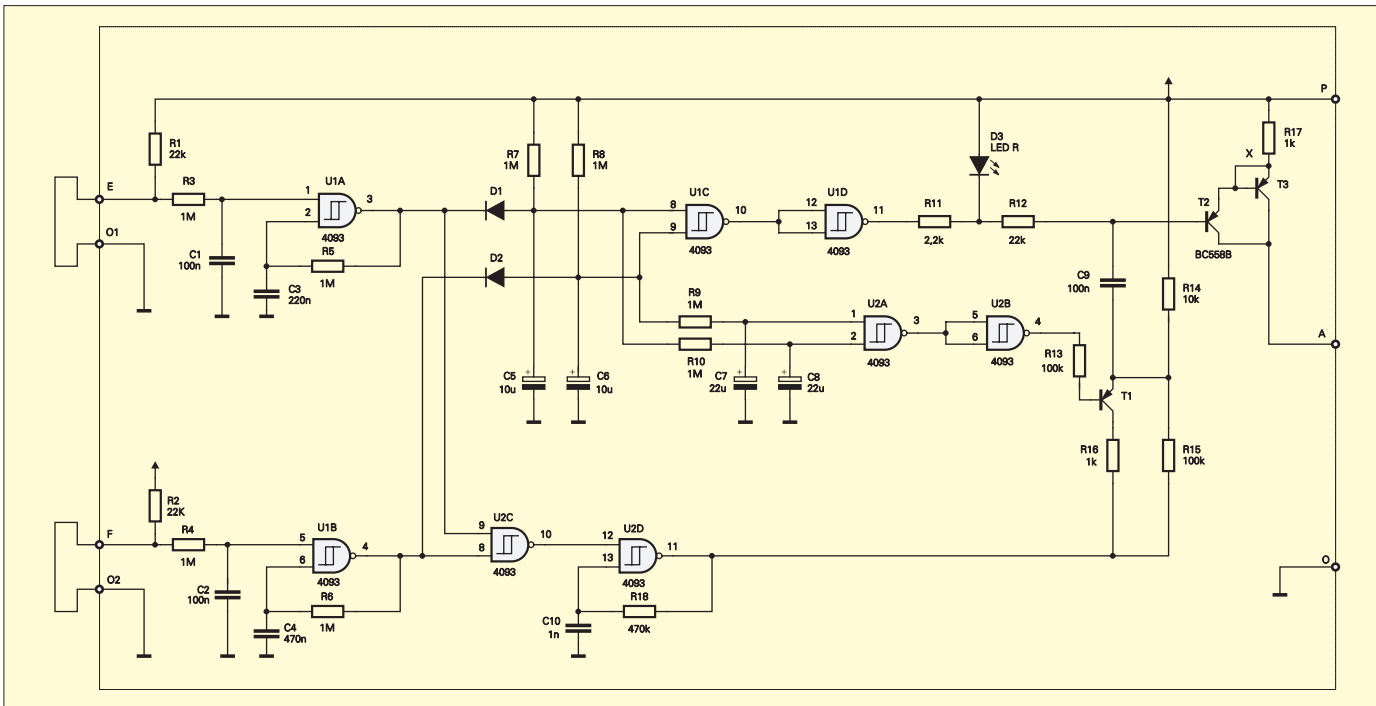 P
D3
LED R
R17
1k
R1
22k
R7
1M
R8
1M
X
T3
E
R3
U1A
D1
U1C
U1D
1
3
8
10
12
11
R11
R12
T2
2
9
13
1M
4093
4093
4093
2,2k
22k
O1
C1
100n
R5
D2
BC558B
C3
220n
1M
C9
100n
R9
1M
U2A
U2B
R14
10k
1
3
5
4
2
6
A
R10
1M
4093
4093
R13
100k
C5
10u
+
C6
10u
+
C7
22u
+
C8
22u
+
T1
R16
1k
R15
100k
R2
22K
F
R4
U1B
U2C
U2D
5
4
9
10
12
11
6
8
13
1M
4093
4093
4093
O
O2
C2
100n
R6
R18
C4
470n
1M
C10
1n
470k